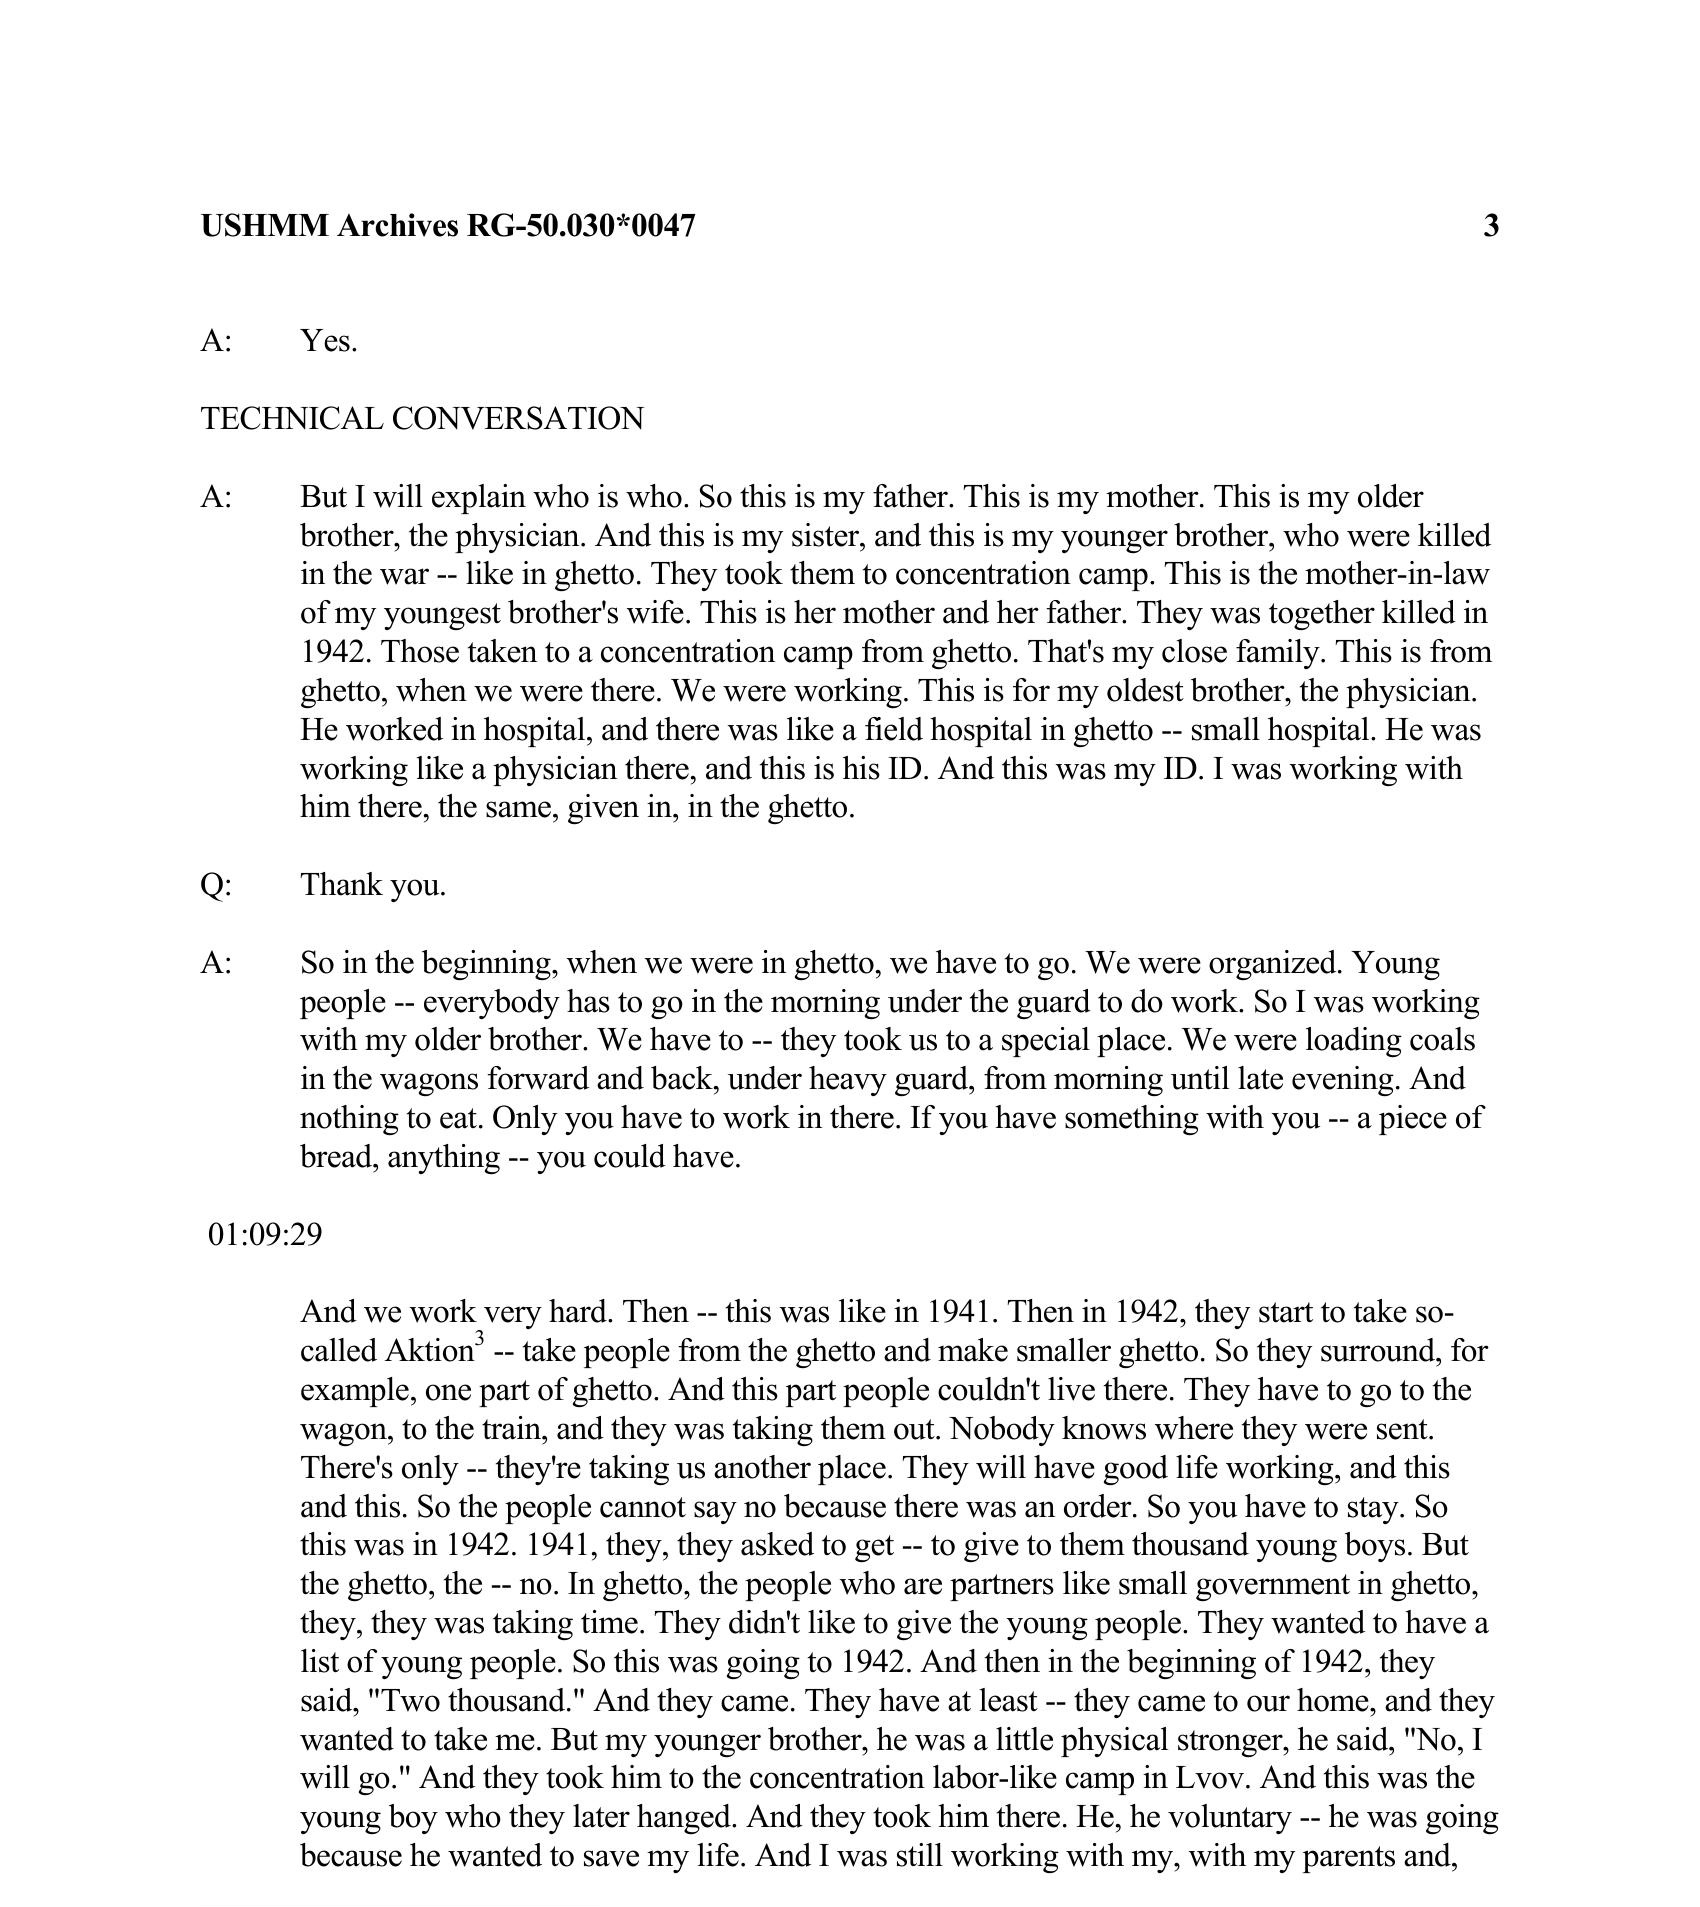 USHMM Archives RG-50.030*0047 3
A: Yes.
TECHNICAL CONVERSATION
A: But I will explain who is who. So this is my father. This is my mother. This is my older
brother, the physician. And this is my sister, and this is my younger brother, who were killed
in the war -- like in ghetto. They took them to concentration camp. This is the mother-in-law
of my youngest brother's wife. This is her mother and her father. They was together killed in
1942. Those taken to a concentration camp from ghetto. That's my close family. This is from
ghetto, when we were there. We were working. This is for my oldest brother, the physician.
He worked in hospital, and there was like a field hospital in ghetto -- small hospital. He was
working like a physician there, and this is his ID. And this was my ID. I was working with
him there, the same, given in, in the ghetto.
Q: Thank you.
A: So in the beginning, when we were in ghetto, we have to go. We were organized. Young
people -- everybody has to go in the morning under the guard to do work. So I was working
with my older brother. We have to -- they took us to a special place. We were loading coals
in the wagons forward and back, under heavy guard, from morning until late evening. And
nothing to eat. Only you have to work in there. If you have something with you -- a piece of
bread, anything -- you could have.
01:09:29
And we work very hard. Then -- this was like in 1941. Then in 1942, they start to take so-
called Aktion3 -- take people from the ghetto and make smaller ghetto. So they surround, for
example, one part of ghetto. And this part people couldn't live there. They have to go to the
wagon, to the train, and they was taking them out. Nobody knows where they were sent.
There's only -- they're taking us another place. They will have good life working, and this
and this. So the people cannot say no because there was an order. So you have to stay. So
this was in 1942. 1941, they, they asked to get -- to give to them thousand young boys. But
the ghetto, the -- no. In ghetto, the people who are partners like small government in ghetto,
they, they was taking time. They didn't like to give the young people. They wanted to have a
list of young people. So this was going to 1942. And then in the beginning of 1942, they
said, "Two thousand." And they came. They have at least -- they came to our home, and they
wanted to take me. But my younger brother, he was a little physical stronger, he said, "No, I
will go." And they took him to the concentration labor-like camp in Lvov. And this was the
young boy who they later hanged. And they took him there. He, he voluntary -- he was going
because he wanted to save my life. And I was still working with my, with my parents and,